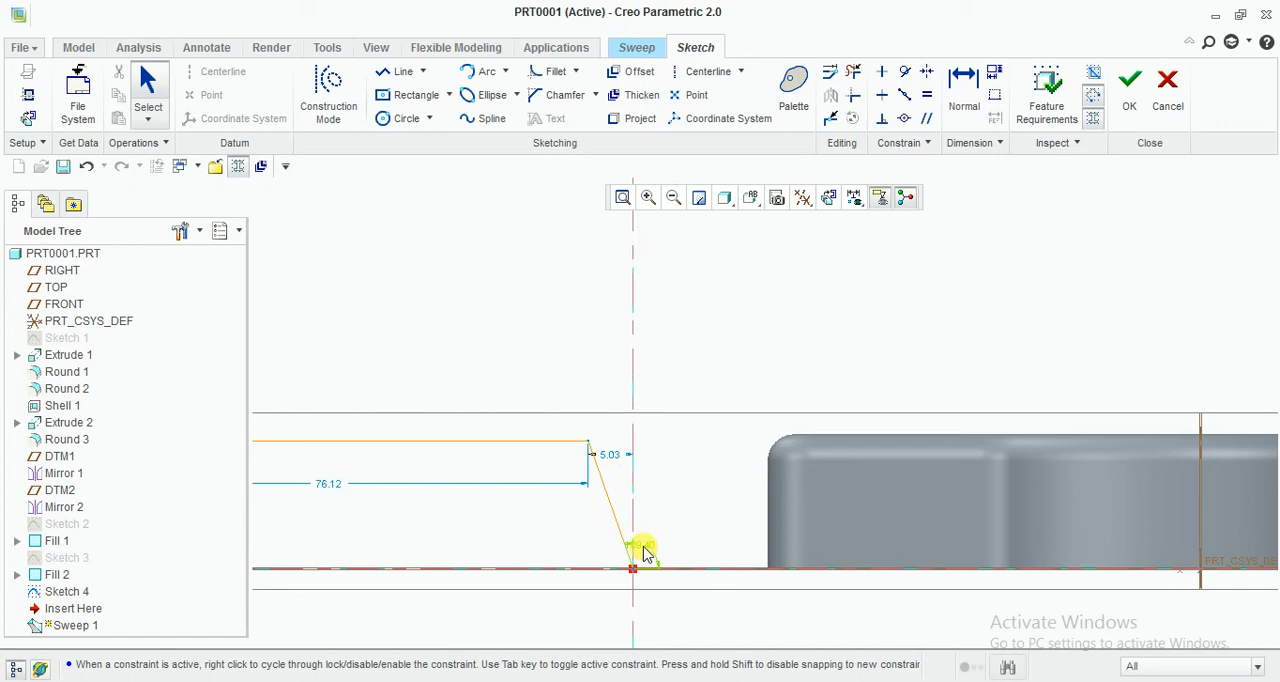 PRT0001 (Active) - Creo Parametric 2.0
File Model Analysis Annotate Render Tools View Flexible Modeling Applications Sweep Sketch
Centerline
Point
Coordinate System
Line Arc Fillet Offset Centerline
Rectangle Ellipse Chamfer Thicken Point
Circle Spline Text Project Coordinate System
File System
Select
Construction Mode
Palette
Normal
Feature Requirements
OK
Cancel
Setup Get Data Operations Datum Sketching Editing Constrain Dimension Inspect Close
Model Tree
PRT0001.PRT
RIGHT
TOP
FRONT
PRT_CSYS_DEF
Sketch 1
Extrude 1
Round 1
Round 2
Shell 1
Extrude 2
Round 3
DTM1
Mirror 1
DTM2
Mirror 2
Sketch 2
Fill 1
Sketch 3
Fill 2
Sketch 4
Insert Here
Sweep 1
5.03
76.12
PRT_CSYS_DE
Activate Windows
Go to PC settings to activate Windows.
When a constraint is active, right click to cycle through lock/disable/enable the constraint. Use Tab key to toggle active constraint. Press and hold Shift to disable snapping to new constrain
All